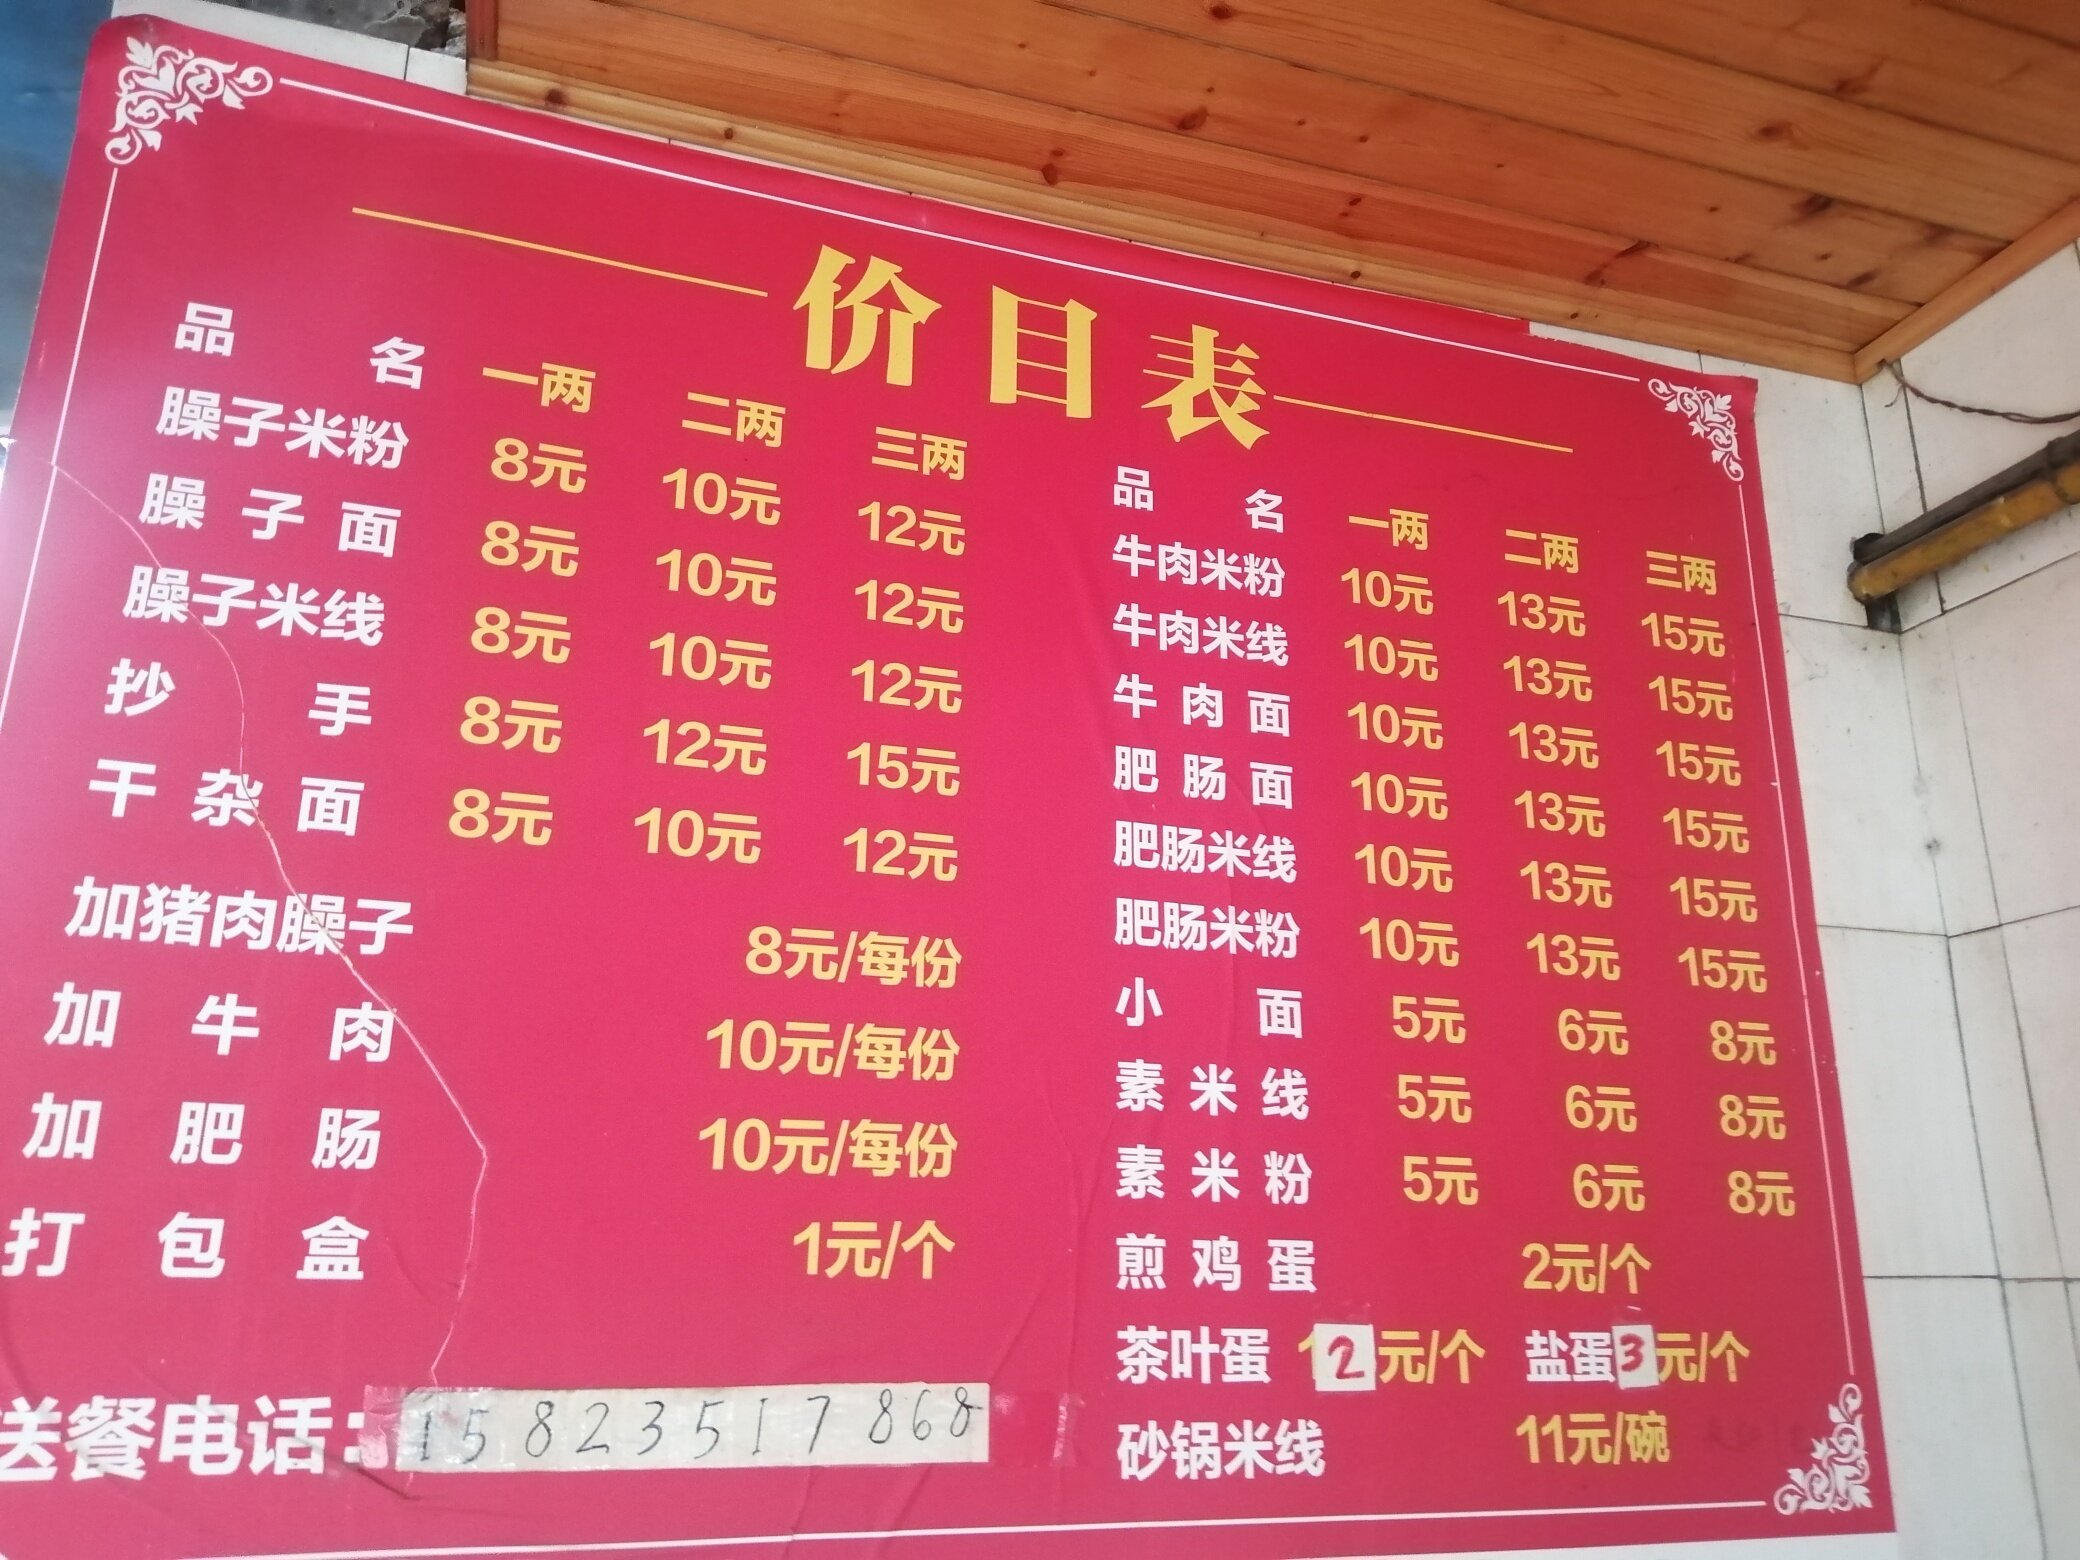 价目表
品名 一两 二两 三两
臊子米粉 8元 10元 12元
臊子面 8元 10元 12元
臊子米线 8元 10元 12元
抄手 8元 12元 15元
干杂面 8元 10元 12元
加猪肉臊子 8元/每份
加牛肉 10元/每份
加肥肠 10元/每份
打包盒 1元/个
送餐电话: 15823517868
品名 一两 二两 三两
牛肉米粉 10元 13元 15元
牛肉米线 10元 13元 15元
牛肉面 10元 13元 15元
肥肠面 10元 13元 15元
肥肠米线 10元 13元 15元
肥肠米粉 10元 13元 15元
小面 5元 6元 8元
素米线 5元 6元 8元
素米粉 5元 6元 8元
煎鸡蛋 2元/个
茶叶蛋 2元/个 盐蛋3元/个
砂锅米线 11元/碗